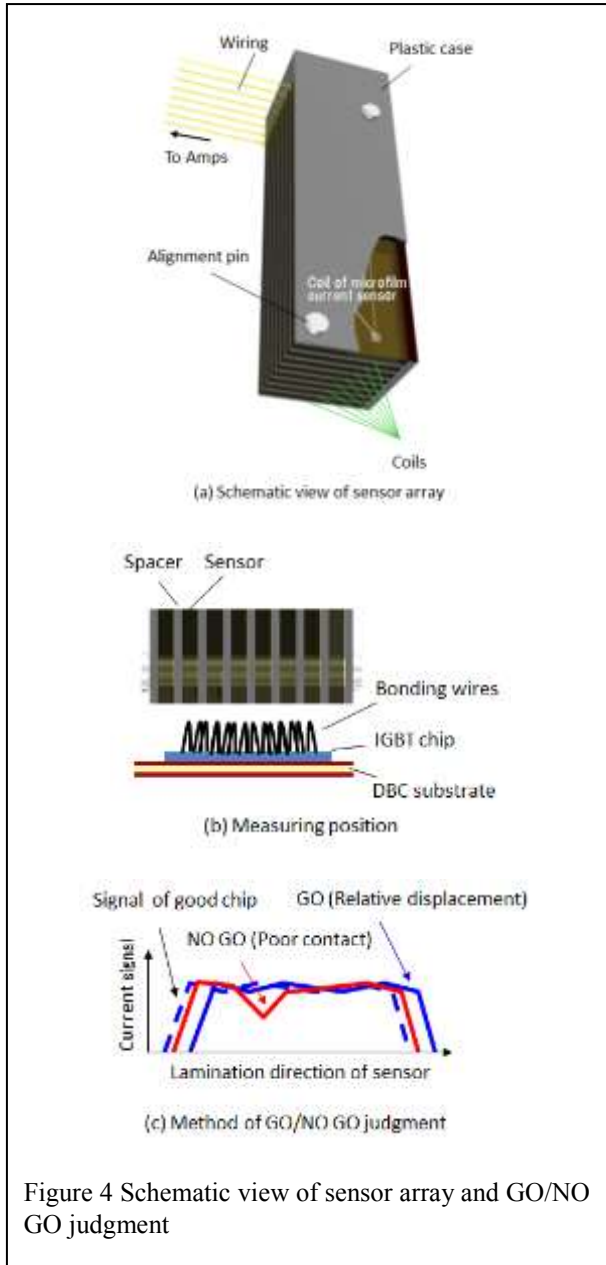 Wiring
Plastic case
To Amps
Alignment pin
Coil of microfilm
current sensor
Coils
(a) Schematic view of sensor array
Spacer
Sensor
Bonding wires
IGBT chip
DBC substrate
(b) Measuring position
Signal of good chip
GO (Relative displacement)
NO GO (Poor contact)
Current signal
Lamination direction of sensor
(c) Method of GO/NO GO judgment
Figure 4 Schematic view of sensor array and GO/NO
GO judgment